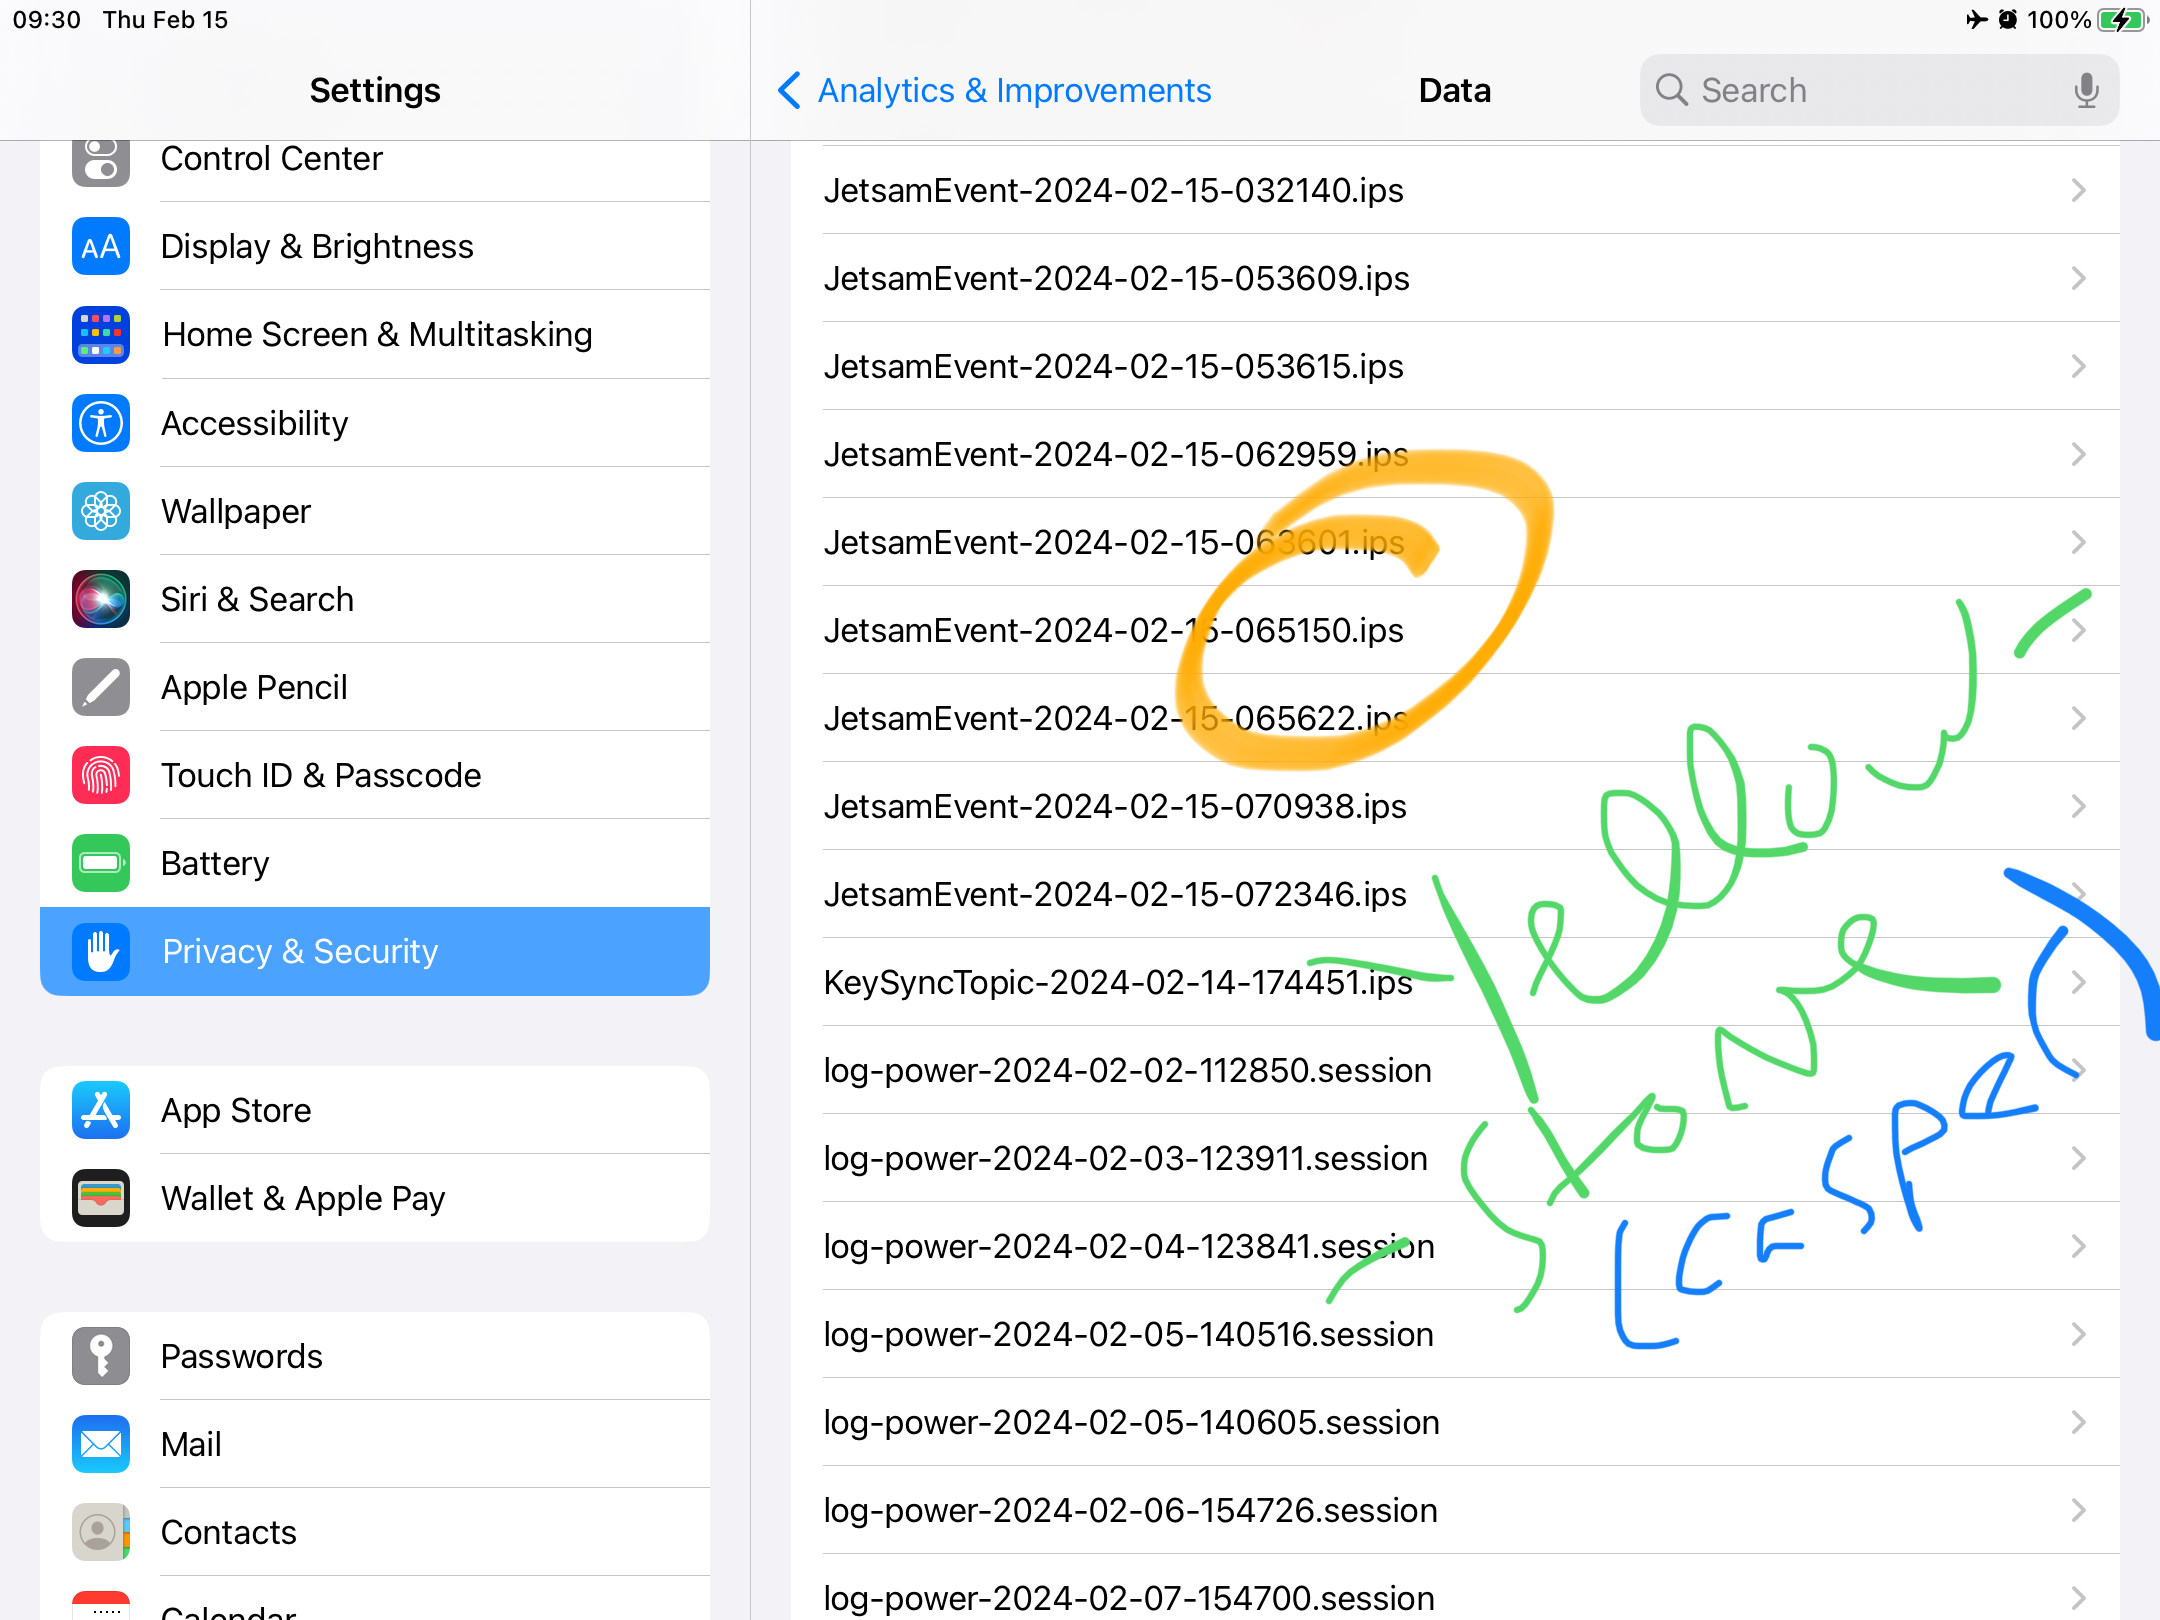 09:30 Thu Feb 15
100%
Settings
Control Center
Display & Brightness
Home Screen & Multitasking
Accessibility
Wallpaper
Siri & Search
Apple Pencil
Touch ID & Passcode
Battery
Privacy & Security
App Store
Wallet & Apple Pay
Passwords
Mail
Contacts
Calendar
Analytics & Improvements
Data
Search
JetsamEvent-2024-02-15-032140.ips
JetsamEvent-2024-02-15-053609.ips
JetsamEvent-2024-02-15-053615.ips
JetsamEvent-2024-02-15-062959.ips
JetsamEvent-2024-02-15-063601.ips
JetsamEvent-2024-02-15-065150.ips
JetsamEvent-2024-02-15-065622.ips
JetsamEvent-2024-02-15-070938.ips
JetsamEvent-2024-02-15-072346.ips
KeySyncTopic-2024-02-14-174451.ips
log-power-2024-02-02-112850.session
log-power-2024-02-03-123911.session
log-power-2024-02-04-123841.session
log-power-2024-02-05-140516.session
log-power-2024-02-05-140605.session
log-power-2024-02-06-154726.session
log-power-2024-02-07-154700.session
yellow-
stone